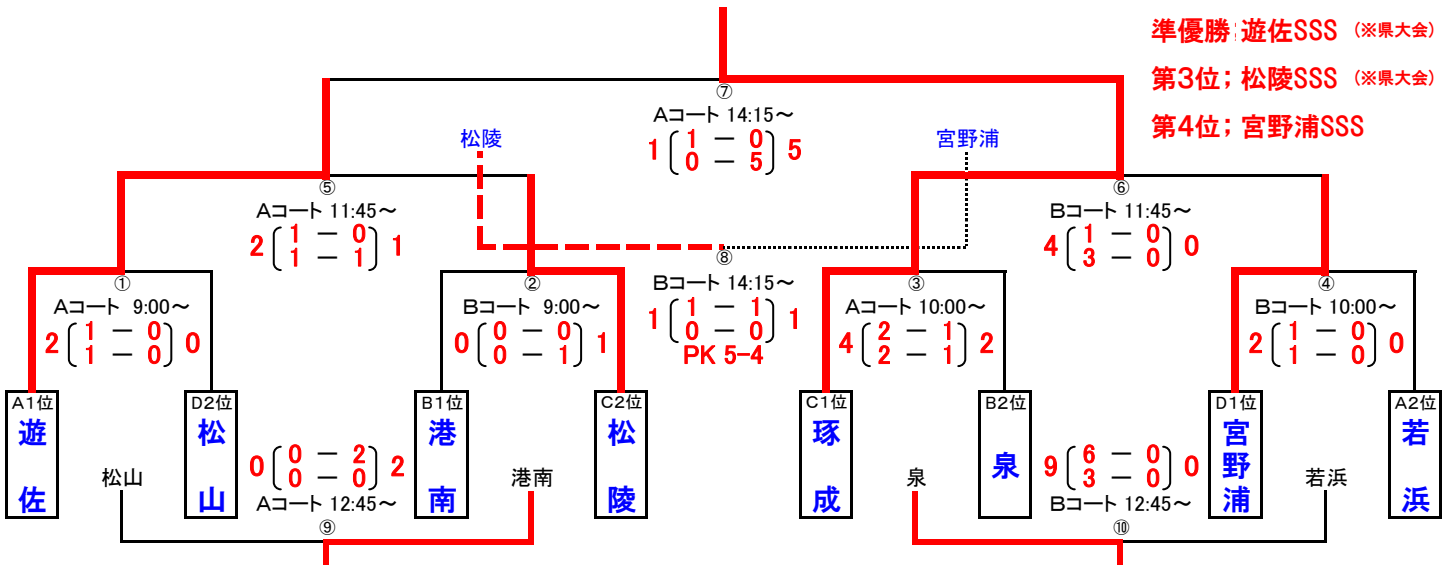 準優勝;遊佐SSS (※県大会)
第3位;松陵SSS (※県大会)
第4位;宮野浦SSS
⑦
Aコート 14:15~
1 1 - 0 5
0 - 5
松陵
宮野浦
⑤
Aコート 11:45~
2 1 - 0 1
1 - 1
⑥
Bコート 11:45~
4 1 - 0 0
3 - 0
⑧
Bコート 14:15~
1 1 - 1 1
0 - 0
PK 5-4
①
Aコート 9:00~
2 1 - 0 0
1 - 0
②
Bコート 9:00~
0 0 - 0 1
0 - 1
③
Aコート 10:00~
4 2 - 1 2
2 - 1
④
Bコート 10:00~
2 1 - 0 0
1 - 0
A1位
遊佐
D2位
松山
B1位
港南
C2位
松陵
C1位
琢成
B2位
泉
D1位
宮野浦
A2位
若浜
松山
港南
0 0 - 2 2
0 - 0
Aコート 12:45~
⑨
泉
若浜
9 6 - 0 0
3 - 0
Bコート 12:45~
⑩